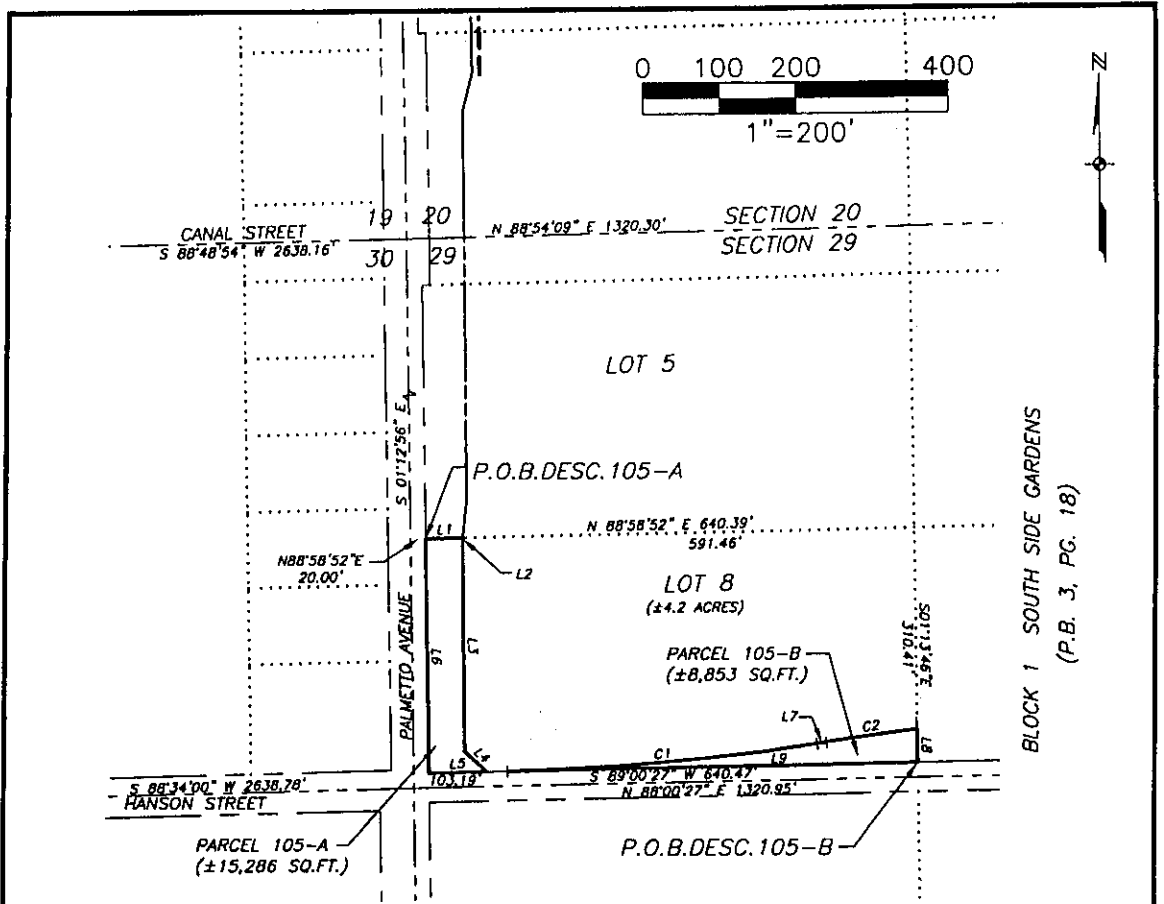 0 100 200 400
1"=200'
N
19 20
CANAL STREET
S 88°48'54" W 2638.16'
30 29
N 88°54'09" E 1320.30'
SECTION 20
SECTION 29
LOT 5
S 01°12'56" E
P.O.B.DESC.105-A
L1
N 88°58'52" E 640.39'
591.46'
N88°58'52"E
20.00'
L2
LOT 8
(±4.2 ACRES)
S01°13'46"E
310.41'
BLOCK 1 SOUTH SIDE GARDENS
(P.B. 3, PG. 18)
PALMETTO AVENUE
L6
L3
PARCEL 105-B
(±8,853 SQ.FT.)
L7
C2
L4
L5
C1
L9
L8
103.19'
S 89°00'27" W 640.47'
N 88°00'27" E 1320.95'
S 88°34'00" W 2638.78'
HANSON STREET
PARCEL 105-A
(±15,286 SQ.FT.)
P.O.B.DESC.105-B